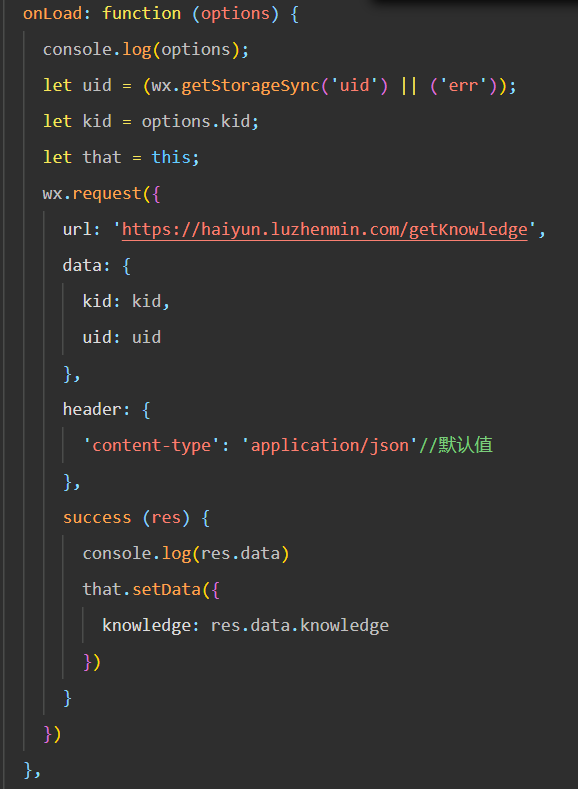 onLoad: function (options) {
console.log(options);
let uid = (wx.getStorageSync('uid') || ('err'));
let kid = options.kid;
let that = this;
wx.request({
url: 'https://haiyun.luzhenmin.com/getKnowledge',
data: {
kid: kid,
uid: uid
},
header: {
'content-type': 'application/json'//默认值
},
success (res) {
console.log(res.data)
that.setData({
knowledge: res.data.knowledge
})
}
})
},